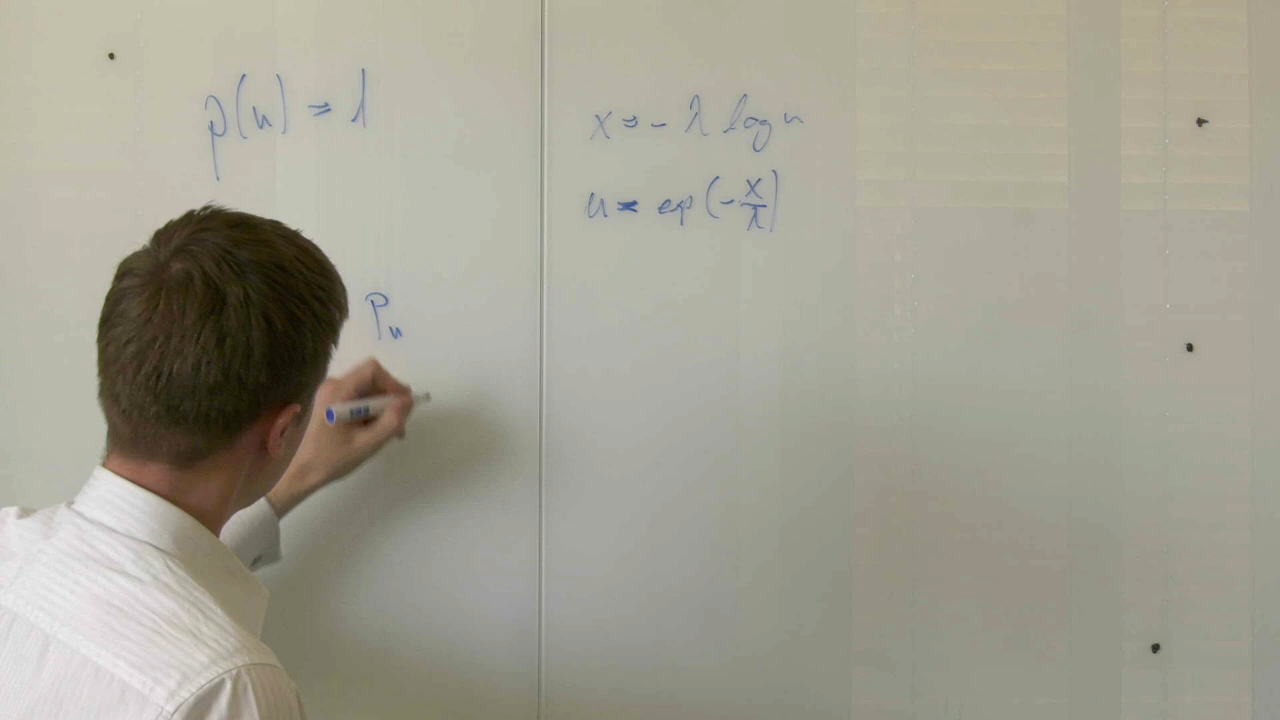 p(u) = 1
x = - λ log u
u = exp(-x/λ)
Pu